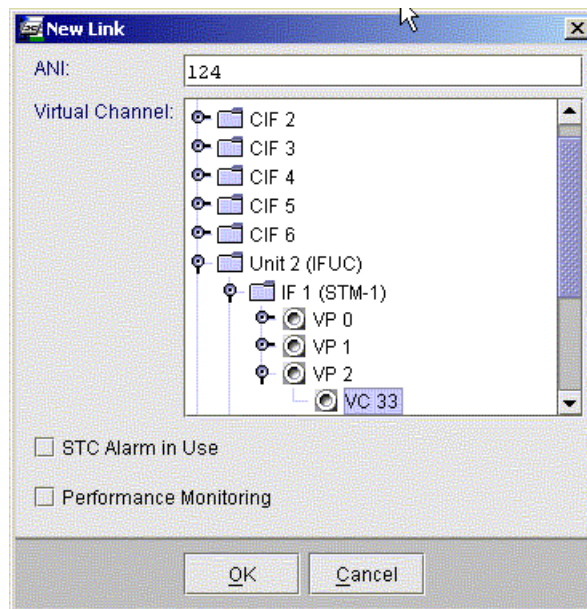 New Link
ANI:
124
Virtual Channel:
CIF 2
CIF 3
CIF 4
CIF 5
CIF 6
Unit 2 (IFUC)
IF 1 (STM-1)
VP 0
VP 1
VP 2
VC 33
STC Alarm in Use
Performance Monitoring
OK
Cancel